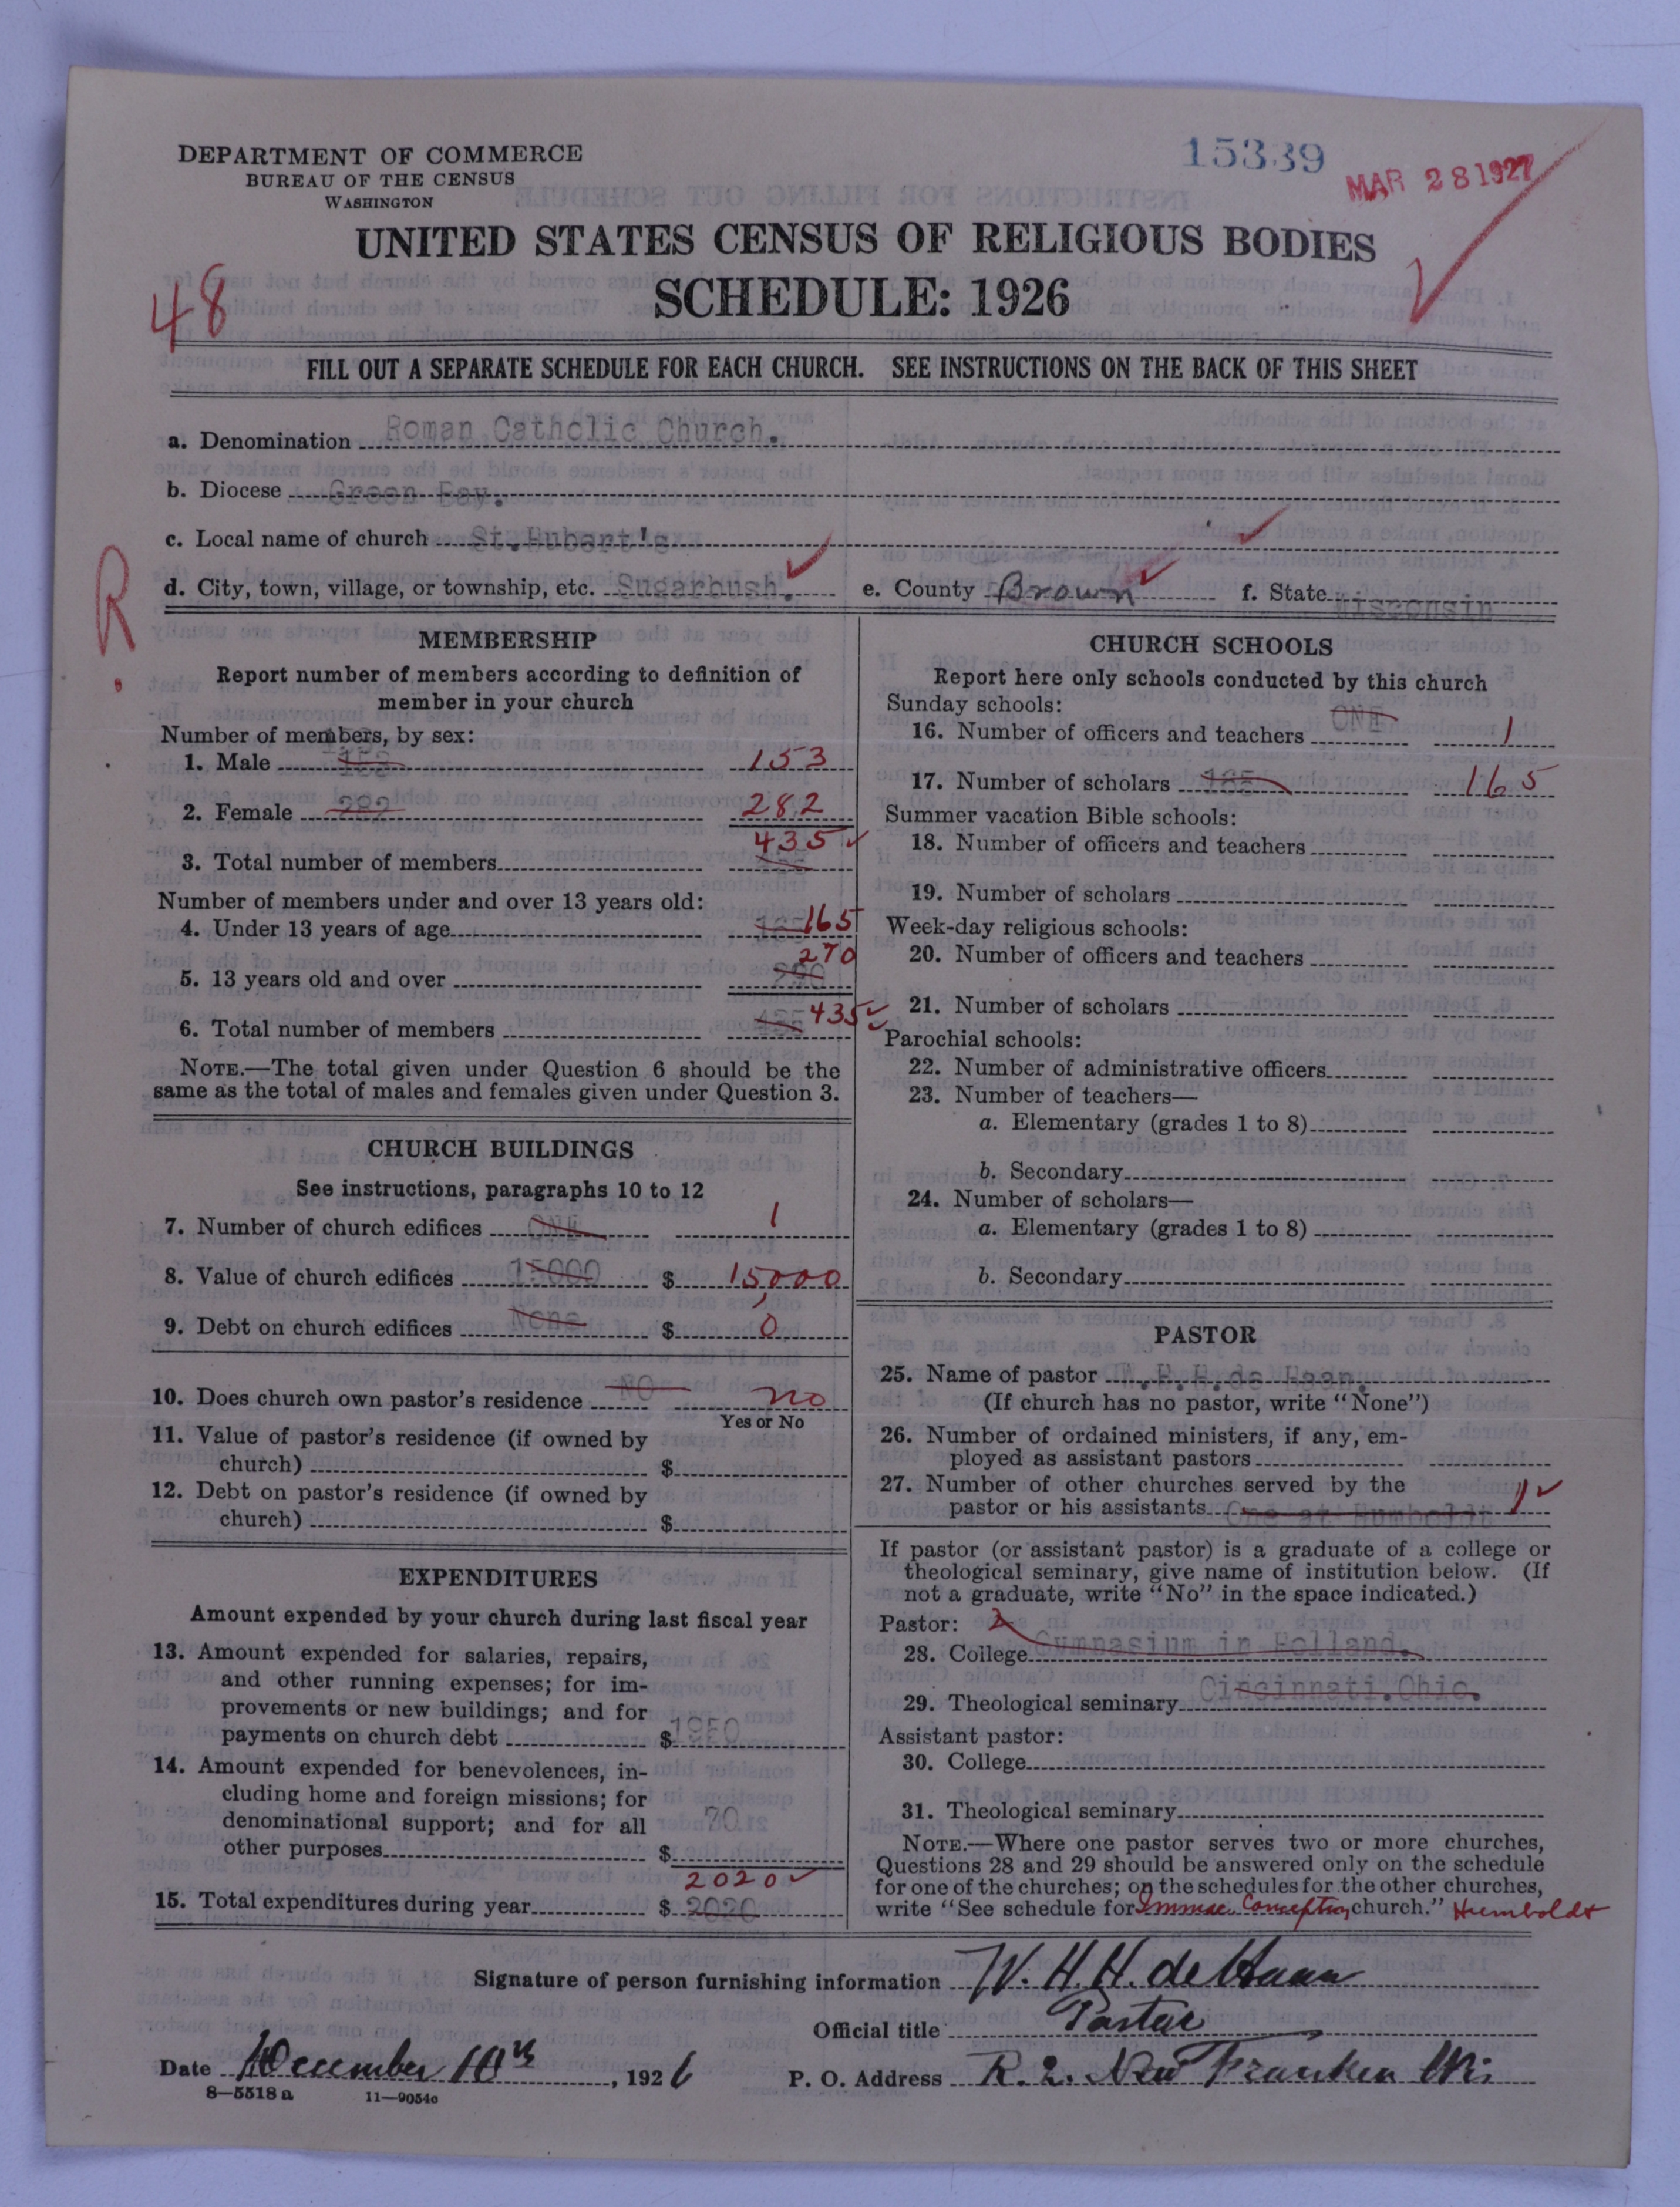 DEPARTMENT OF COMMERCE
BUREAU OF THE CENSUS
WASHINGTON
15339
MAR 28 1927
UNITED STATES CENSUS OF RELIGIOUS BODIES
SCHEDULE: 1926
48
FILL OUT A SEPARATE SCHEDULE FOR EACH CHURCH. SEE INSTRUCTIONS ON THE BACK OF THIS SHEET
a. Denomination Roman Catholic Church.
b. Diocese Green Bay.
c. Local name of church St.Hubert's
d. City, town, village, or township, etc. Sugarbush. e. County Brown f. State Wisconsin
R.
MEMBERSHIP
Report number of members according to definition of
member in your church
Number of members, by sex:
1. Male 153 153
2. Female 282 282
435
3. Total number of members
Number of members under and over 13 years old:
4. Under 13 years of age 165
270
5. 13 years old and over
6. Total number of members 435 435
NOTE.—The total given under Question 6 should be the
same as the total of males and females given under Question 3.
CHURCH BUILDINGS
See instructions, paragraphs 10 to 12
7. Number of church edifices ONE 1
8. Value of church edifices 15000 $ 15000
9. Debt on church edifices None $ 0
10. Does church own pastor's residence NO no
Yes or No
11. Value of pastor's residence (if owned by
church) $
12. Debt on pastor's residence (if owned by
church) $
EXPENDITURES
Amount expended by your church during last fiscal year
13. Amount expended for salaries, repairs,
and other running expenses; for im-
provements or new buildings; and for
payments on church debt $ 1950
14. Amount expended for benevolences, in-
cluding home and foreign missions; for
denominational support; and for all 70
other purposes $
2020
15. Total expenditures during year $ 2020
CHURCH SCHOOLS
Report here only schools conducted by this church
Sunday schools:
16. Number of officers and teachers ONE 1
17. Number of scholars 165 165
Summer vacation Bible schools:
18. Number of officers and teachers
19. Number of scholars
Week-day religious schools:
20. Number of officers and teachers
21. Number of scholars
Parochial schools:
22. Number of administrative officers
23. Number of teachers—
a. Elementary (grades 1 to 8)
b. Secondary
24. Number of scholars—
a. Elementary (grades 1 to 8)
b. Secondary
PASTOR
25. Name of pastor W.H.H.de Haan.
(If church has no pastor, write "None")
26. Number of ordained ministers, if any, em-
ployed as assistant pastors
27. Number of other churches served by the
pastor or his assistants One at Humboldt 1
If pastor (or assistant pastor) is a graduate of a college or
theological seminary, give name of institution below. (If
not a graduate, write "No" in the space indicated.)
Pastor: 2
28. College Gymnasium in Holland.
29. Theological seminary Cincinnati.Ohio.
Assistant pastor:
30. College
31. Theological seminary
NOTE.—Where one pastor serves two or more churches,
Questions 28 and 29 should be answered only on the schedule
for one of the churches; on the schedules for the other churches,
write "See schedule for Immac. Conception church." Humboldt
Signature of person furnishing information W. H. H. de Haan
Official title Pastor
Date December 10th, 1926 P. O. Address R. 2. New Franken Wis
8—5518a 11—9054c